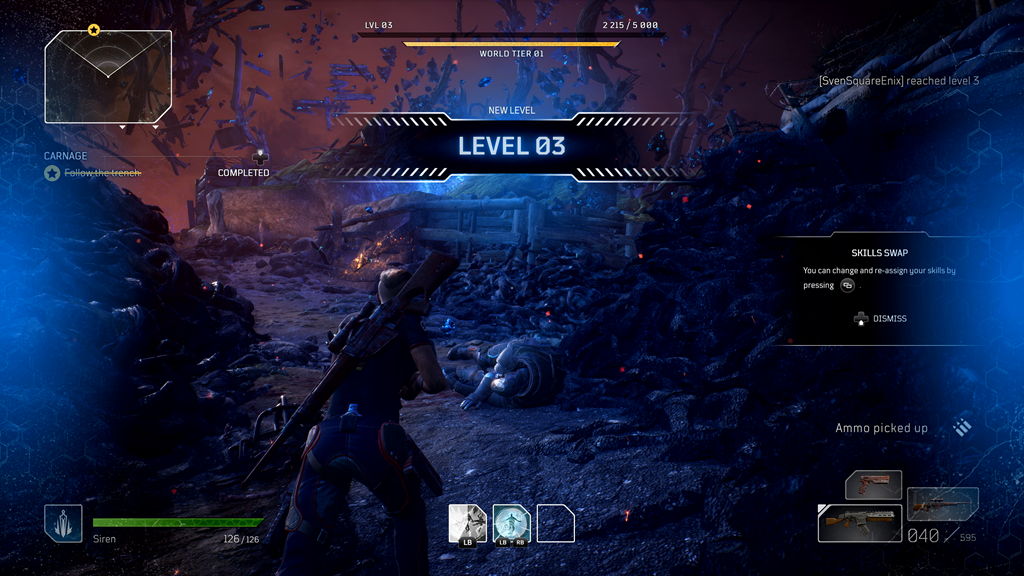 LVL 03
2 215 / 5 000
WORLD TIER 01
[SvenSquareEnix] reached level 3
NEW LEVEL
LEVEL 03
CARNAGE
Follow the trench.
COMPLETED
SKILLS SWAP
You can change and re-assign your skills by
pressing .
DISMISS
Ammo picked up
Siren
126 / 126
LB
LB + RB
040 / 595